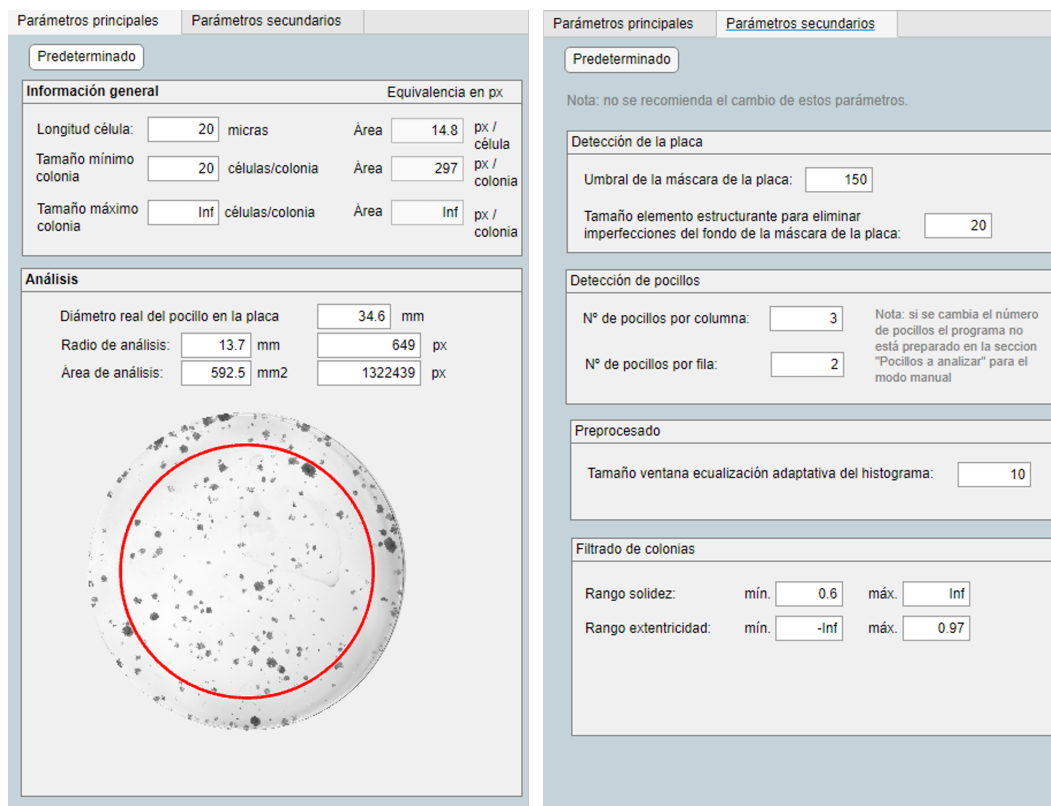 Parámetros principales
Parámetros secundarios
Predeterminado
Información general
Equivalencia en px
Longitud célula: 20 micras Àrea 14.8 px /
célula
Tamaño mínimo
colonia 20 células/colonia Àrea 297 px /
colonia
Tamaño máximo
colonia Inf células/colonia Àrea Inf px /
colonia
Análisis
Diámetro real del pocillo en la placa 34.6 mm
Radio de análisis: 13.7 mm 649 px
Àrea de análisis: 592.5 mm2 1322439 px
Parámetros principales
Parámetros secundarios
Predeterminado
Nota: no se recomienda el cambio de estos parámetros.
Detección de la placa
Umbral de la máscara de la placa: 150
Tamaño elemento estructurante para eliminar
imperfecciones del fondo de la máscara de la placa: 20
Detección de pocillos
Nº de pocillos por columna: 3
Nº de pocillos por fila: 2
Nota: si se cambia el número
de pocillos el programa no
está preparado en la seccion
"Pocillos a analizar" para el
modo manual
Preprocesado
Tamaño ventana ecualización adaptativa del histograma: 10
Filtrado de colonias
Rango solidez: mín. 0.6 máx. Inf
Rango extentricidad: mín. -Inf máx. 0.97